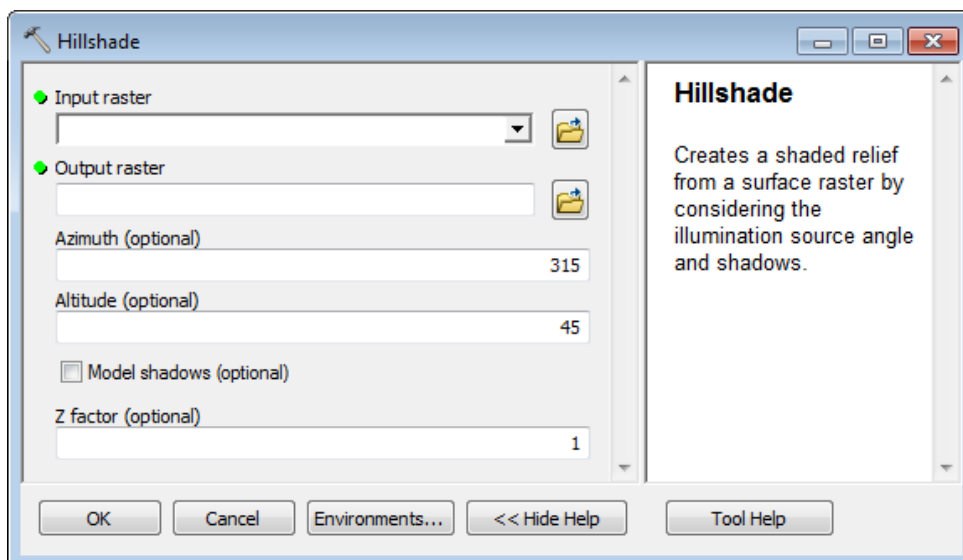 Hillshade
Input raster
Output raster
Azimuth (optional)
315
Altitude (optional)
45
Model shadows (optional)
Z factor (optional)
1
Hillshade
Creates a shaded relief
from a surface raster by
considering the
illumination source angle
and shadows.
OK
Cancel
Environments...
<< Hide Help
Tool Help